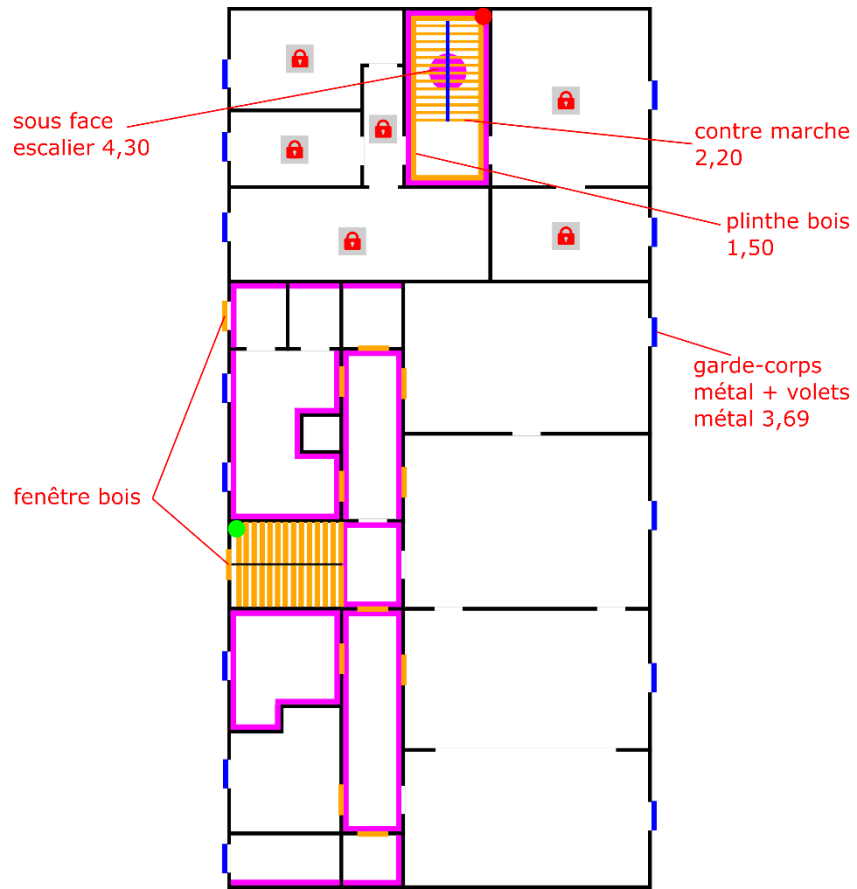 sous face
escalier 4,30
contre marche
2,20
plinthe bois
1,50
garde-corps
métal + volets
métal 3,69
fenêtre bois